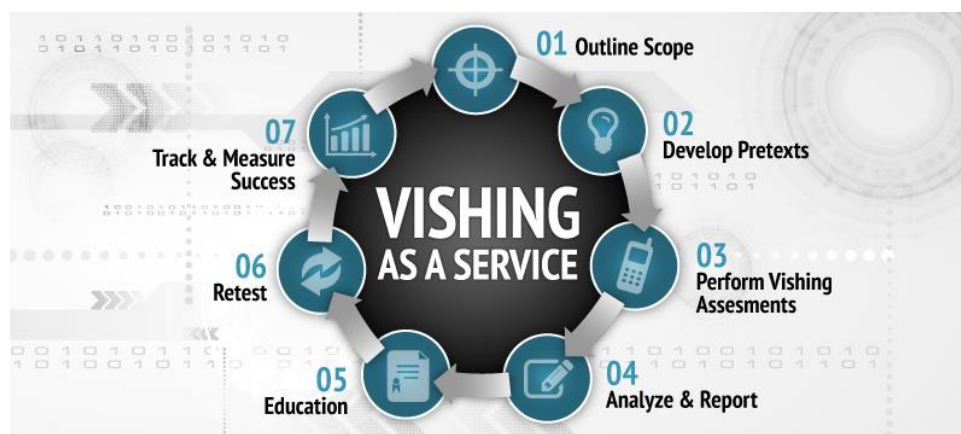 01 Outline Scope
02
Develop Pretexts
03
Perform Vishing
Assesments
04
Analyze & Report
05
Education
06
Retest
07
Track & Measure
Success
VISHING
AS A SERVICE